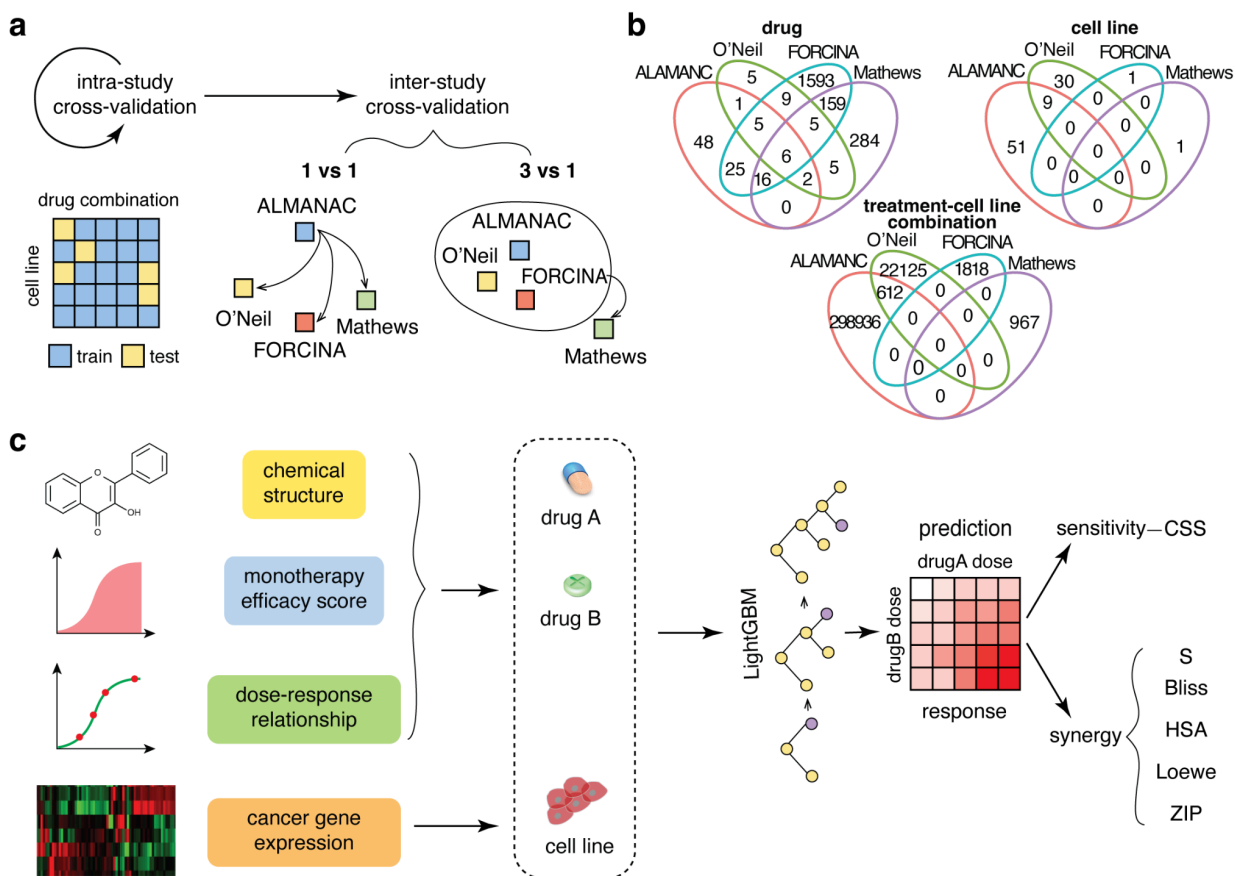 a
intra-study
cross-validation
inter-study
cross-validation
1 vs 1
3 vs 1
drug combination
cell line
train
test
ALMANAC
O'Neil
FORCINA
Mathews
ALMANAC
O'Neil
FORCINA
Mathews
b
drug
ALAMANC
O'Neil
FORCINA
Mathews
5
1593
1
9
159
48
5
5
284
6
25
16
2
5
0
cell line
ALAMANC
O'Neil
FORCINA
Mathews
30
1
9
0
0
51
0
0
1
0
0
0
0
0
0
treatment-cell line
combination
ALAMANC
O'Neil
FORCINA
Mathews
22125
1818
612
0
0
298936
0
0
967
0
0
0
0
0
0
c
O
OH
O
chemical
structure
monotherapy
efficacy score
dose-response
relationship
cancer gene
expression
drug A
drug B
cell line
LightGBM
prediction
drugA dose
drugB dose
response
sensitivity–CSS
synergy
S
Bliss
HSA
Loewe
ZIP